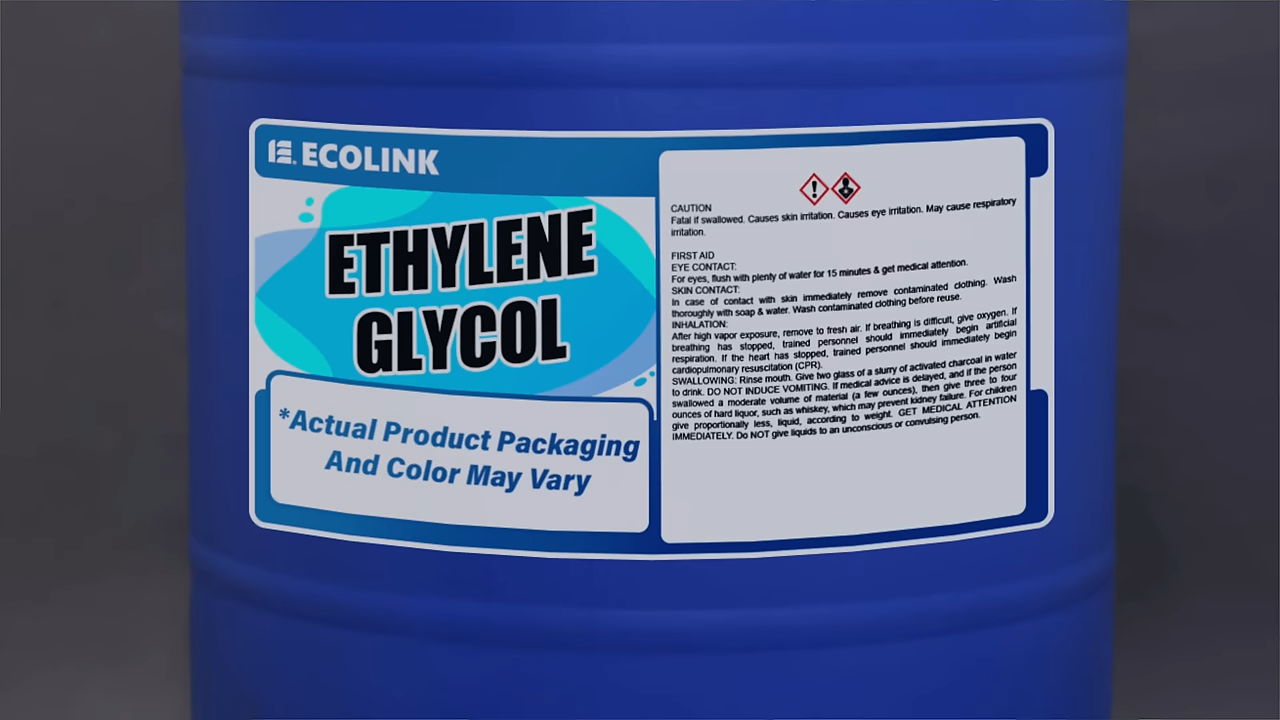 ECOLINK
ETHYLENE
GLYCOL
*Actual Product Packaging
And Color May Vary
CAUTION
Fatal if swallowed. Causes skin irritation. Causes eye irritation. May cause respiratory
irritation.
FIRST AID
EYE CONTACT:
For eyes, flush with plenty of water for 15 minutes & get medical attention.
SKIN CONTACT:
In case of contact with skin immediately remove contaminated clothing. Wash
thoroughly with soap & water. Wash contaminated clothing before reuse.
INHALATION:
After high vapor exposure, remove to fresh air. If breathing is difficult, give oxygen. If
breathing has stopped, trained personnel should immediately begin artificial
respiration. If the heart has stopped, trained personnel should immediately begin
cardiopulmonary resuscitation (CPR).
SWALLOWING: Rinse mouth. Give two glass of a slurry of activated charcoal in water
to drink. DO NOT INDUCE VOMITING. If medical advice is delayed, and if the person
swallowed a moderate volume of material (a few ounces), then give three to four
ounces of hard liquor, such as whiskey, which may prevent kidney failure. For children
give proportionally less, liquid, according to weight. GET MEDICAL ATTENTION
IMMEDIATELY. Do NOT give liquids to an unconscious or convulsing person.